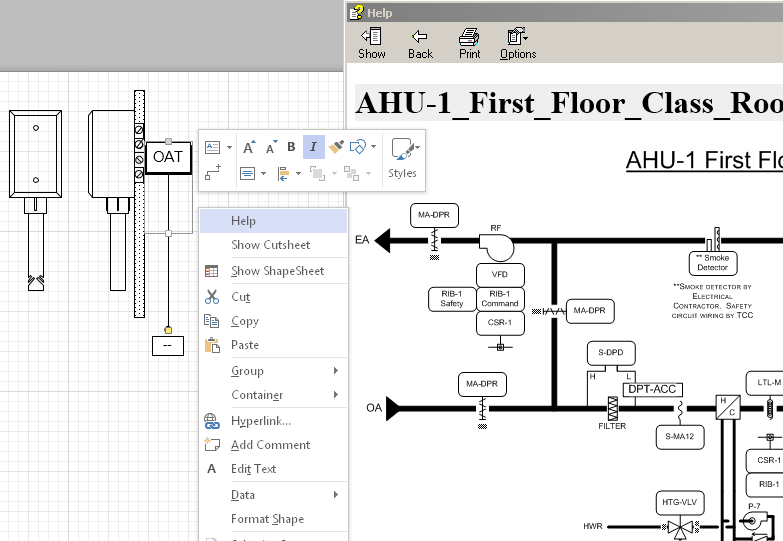 Help
Show
Back
Print
Options
AHU-1_First_Floor_Class_Roo
AHU-1 First Flo
OAT
--
B
I
Styles
Help
Show Cutsheet
Show ShapeSheet
Cut
Copy
Paste
Group
Container
Hyperlink...
Add Comment
A Edit Text
Data
Format Shape
MA-DPR
EA
RF
VFD
RIB-1
Safety
RIB-1
Command
CSR-1
MA-DPR
** Smoke
Detector
**SMOKE DETECTOR BY
ELECTRICAL
CONTRACTOR. SAFETY
CIRCUIT WIRING BY TCC
S-DPD
H
L
MA-DPR
OA
DPT-ACC
FILTER
S-MA12
H
C
LTL-M
CSR-1
RIB-1
HTG-VLV
P-7
HWR